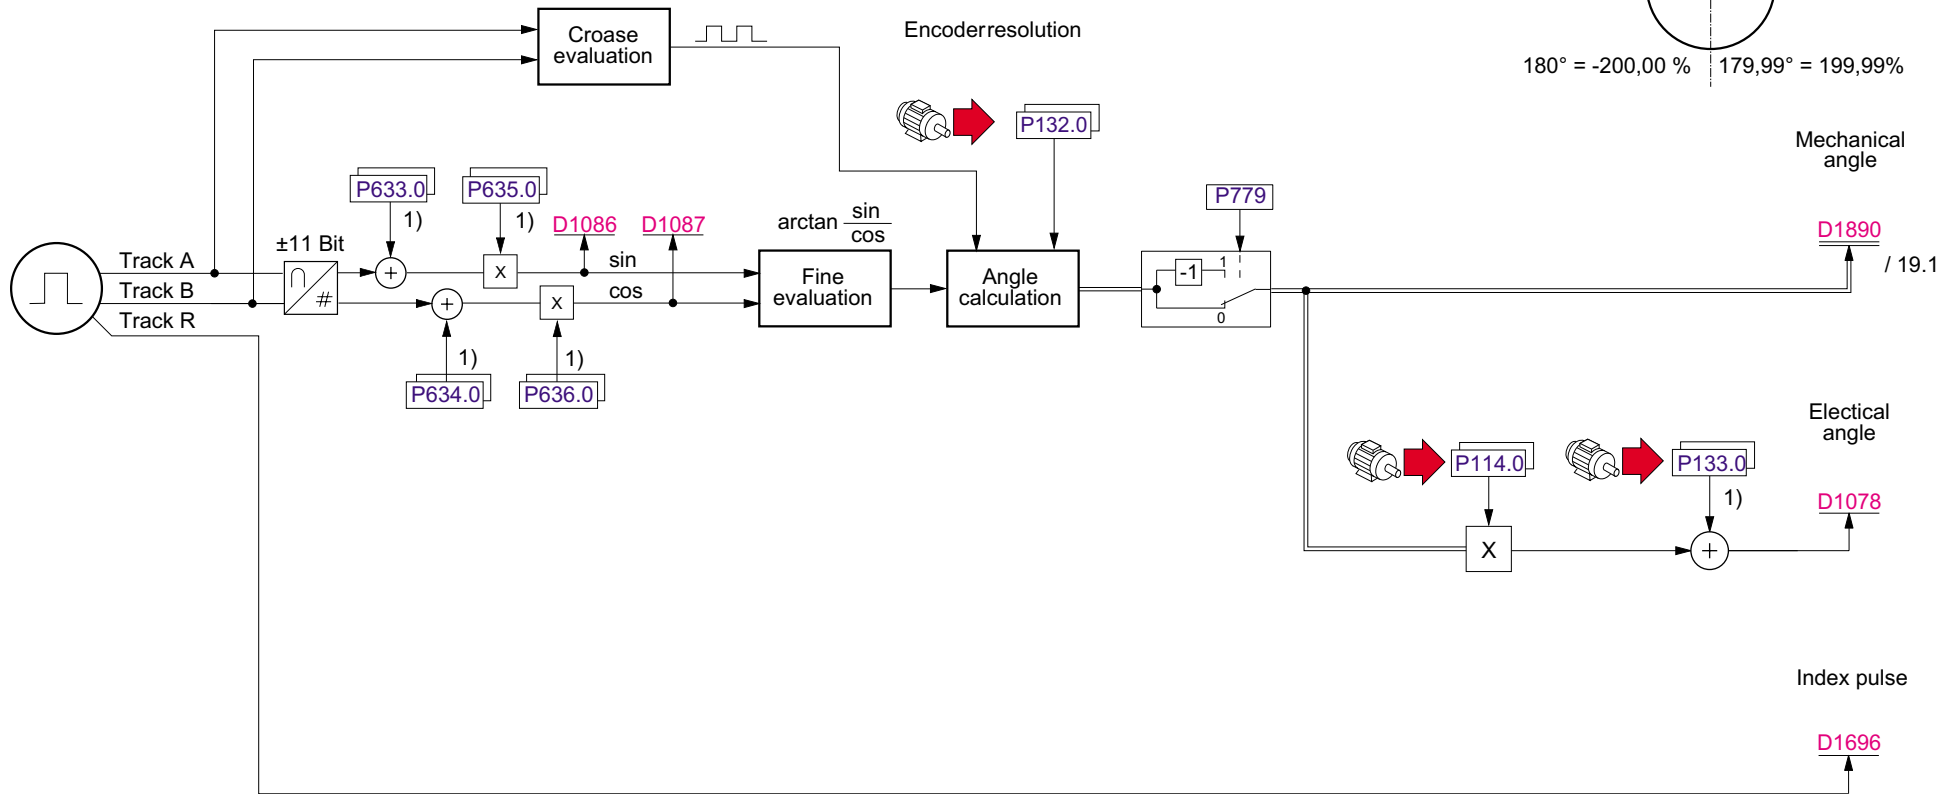 Croase
evaluation
Encoderresolution
180° = -200,00 %
179,99° = 199,99%
P132.0
Mechanical
angle
P633.0
1)
P635.0
1)
D1086
D1087
arctan sin
cos
P779
D1890
/ 19.1
±11 Bit
Track A
Track B
Track R
∩
#
+
X
sin
cos
+
X
Fine
evaluation
Angle
calculation
-1
1
0
1)
P634.0
1)
P636.0
Electical
angle
P114.0
P133.0
1)
D1078
X
+
Index pulse
D1696